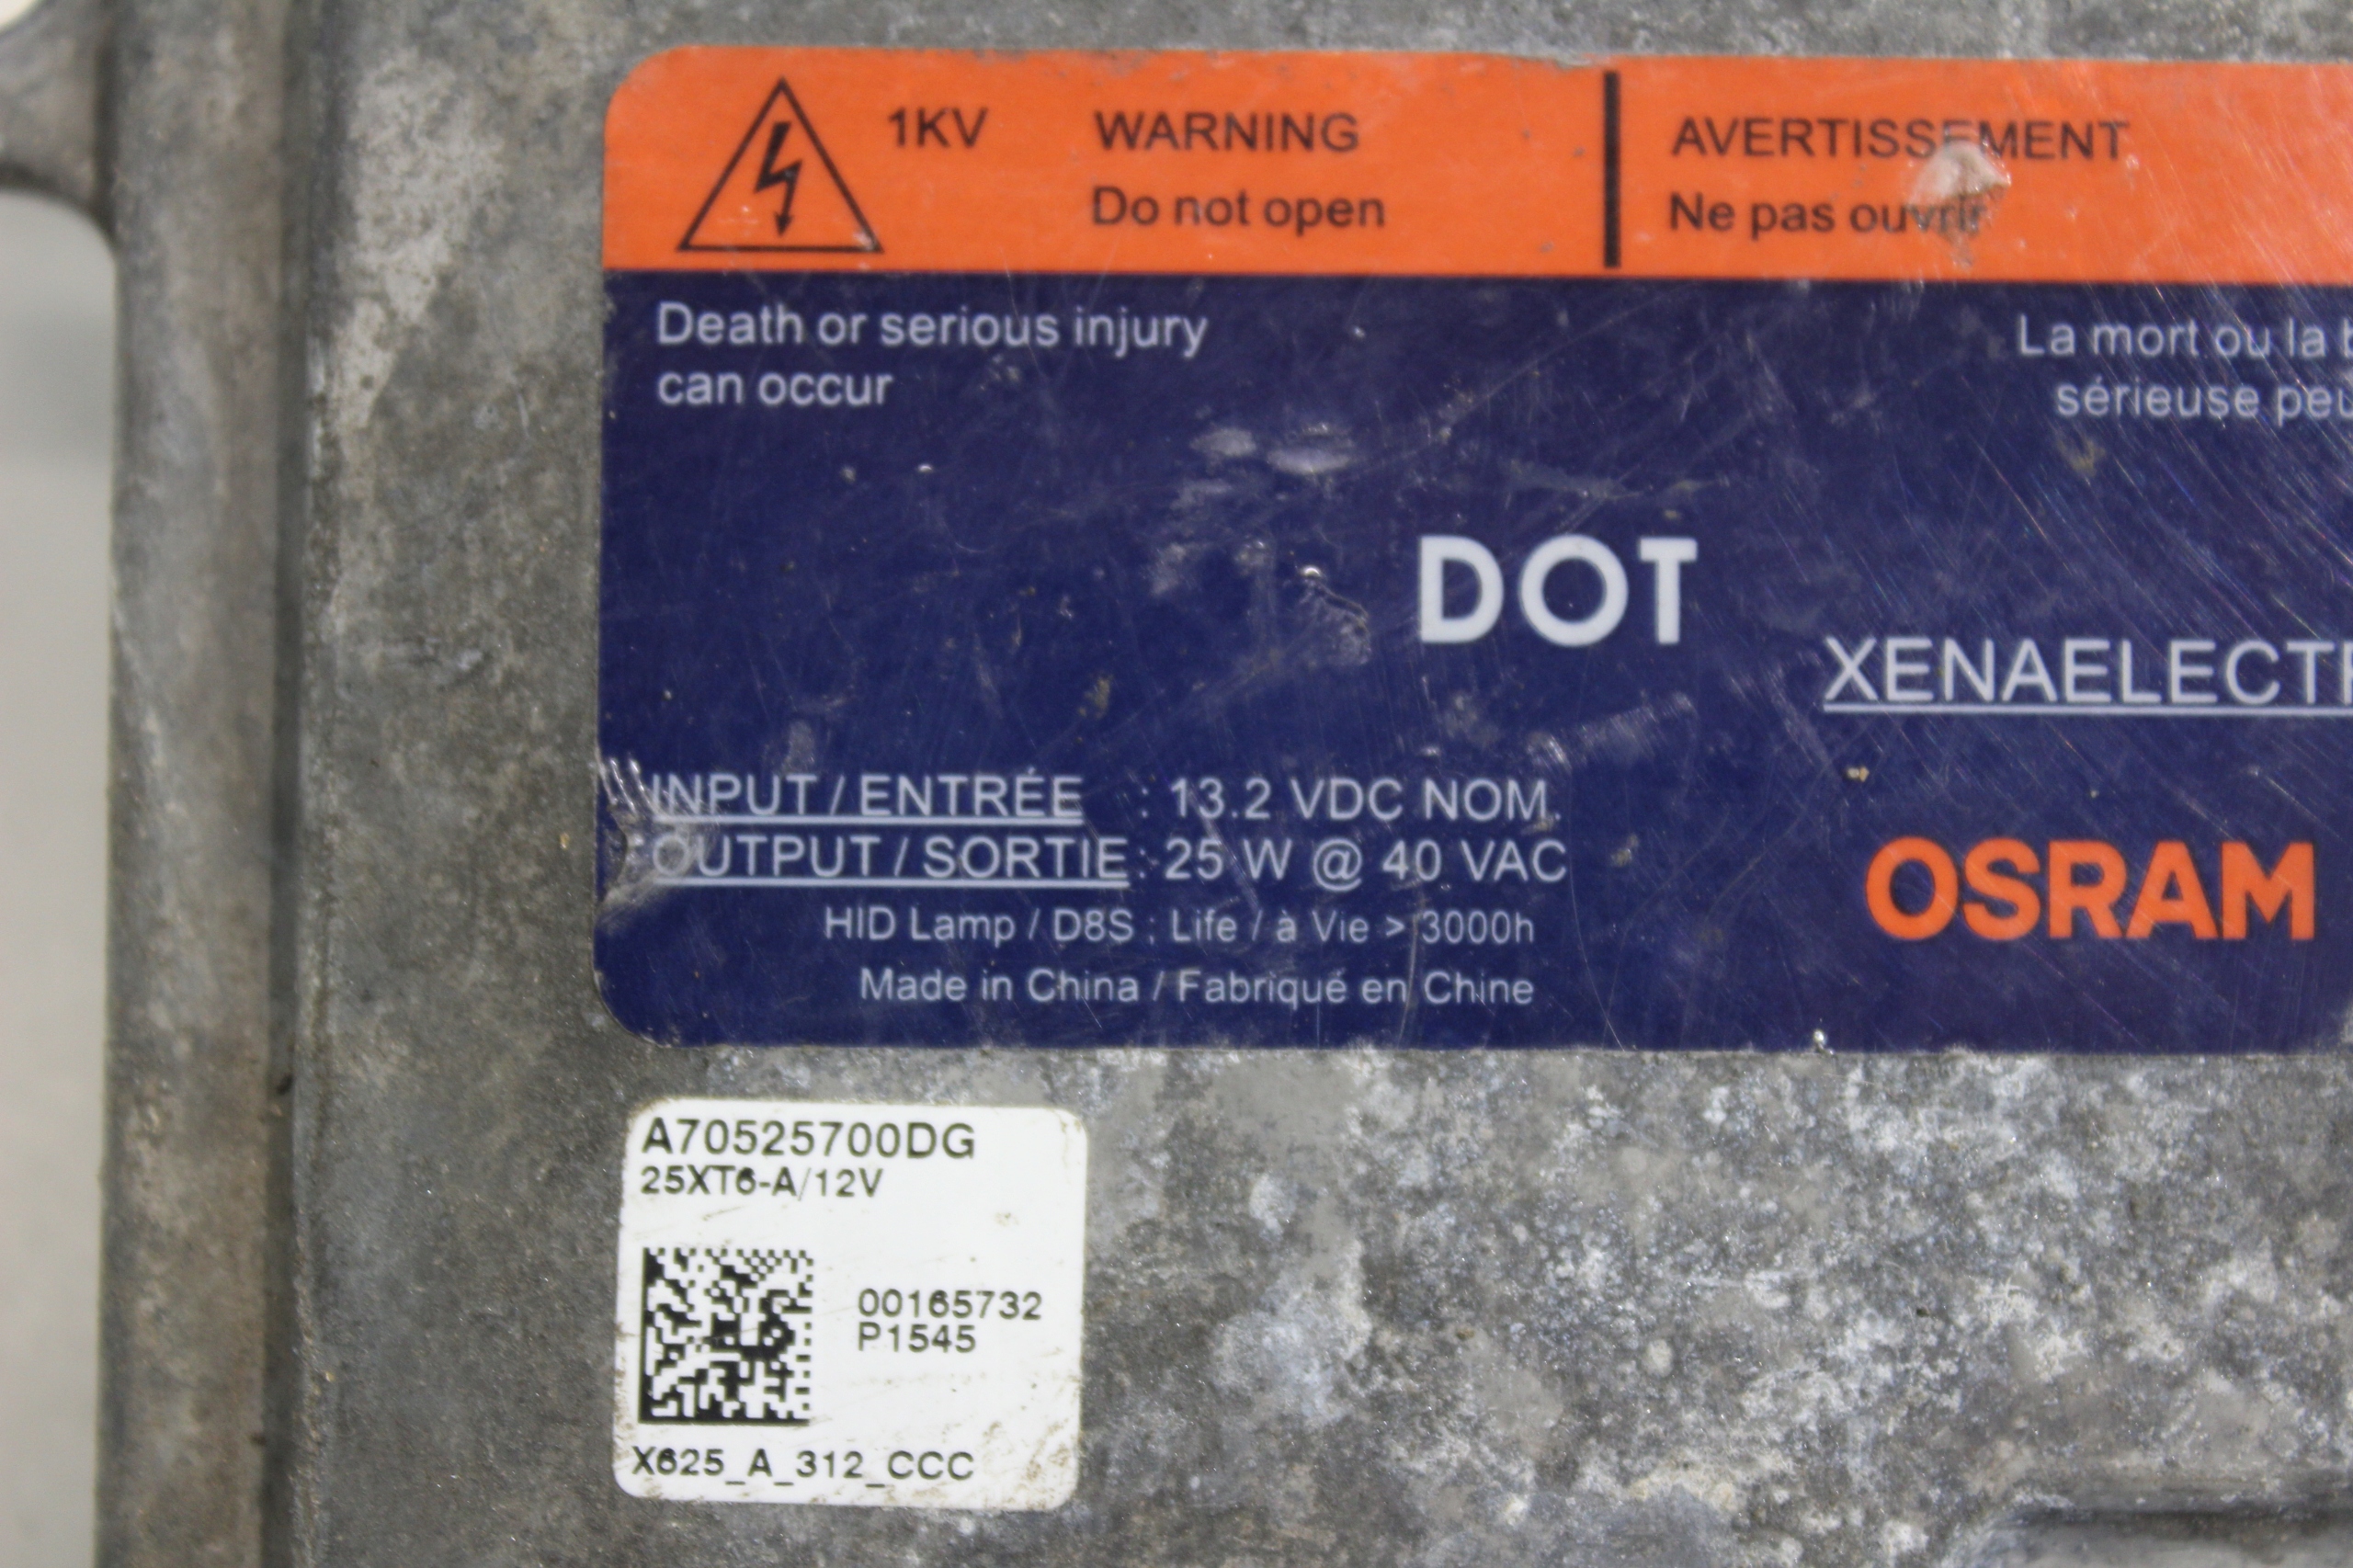 1KV WARNING AVERTISSEMENT
Do not open Ne pas ouvrir
Death or serious injury
can occur
La mort ou la
sérieuse
DOT
INPUT / ENTRÉE : 13.2 VDC NOM.
OUTPUT / SORTIE : 25 W @ 40 VAC
HID Lamp / D8S ; Life / à Vie > 3000h
Made in China / Fabriqué en Chine
OSRAM
A70525700DG
25XT6-A/12V
00165732
P1545
X625_A_312_CCC